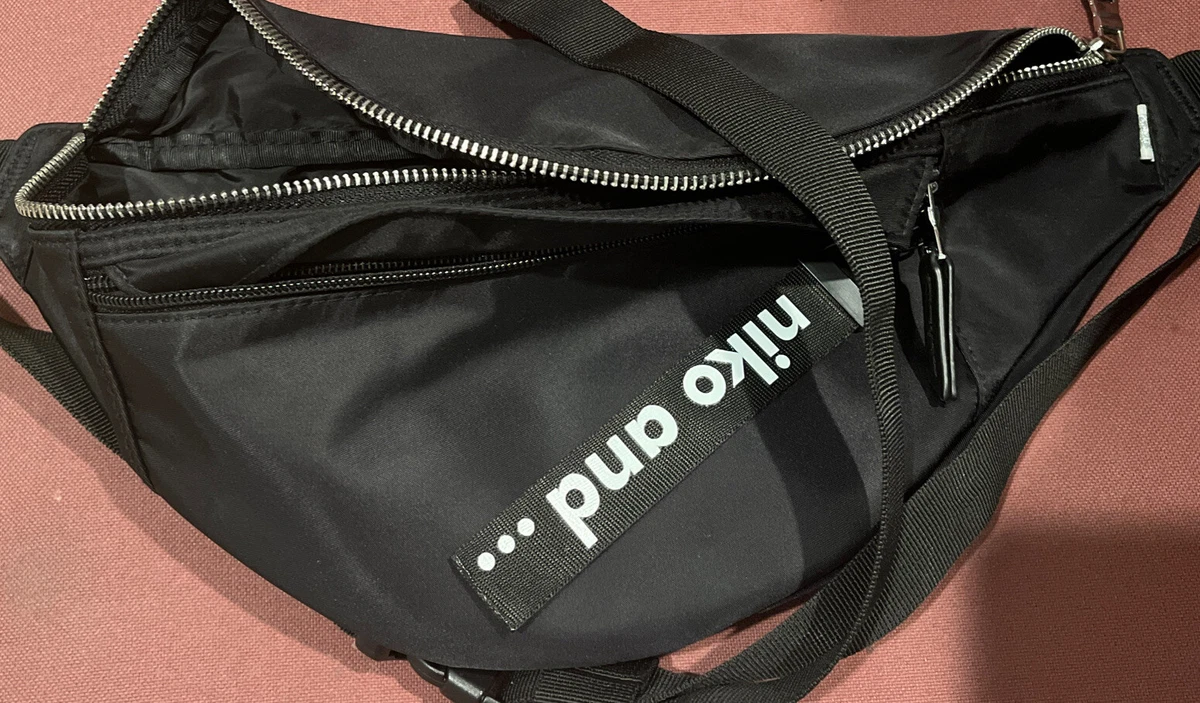 niko and ...